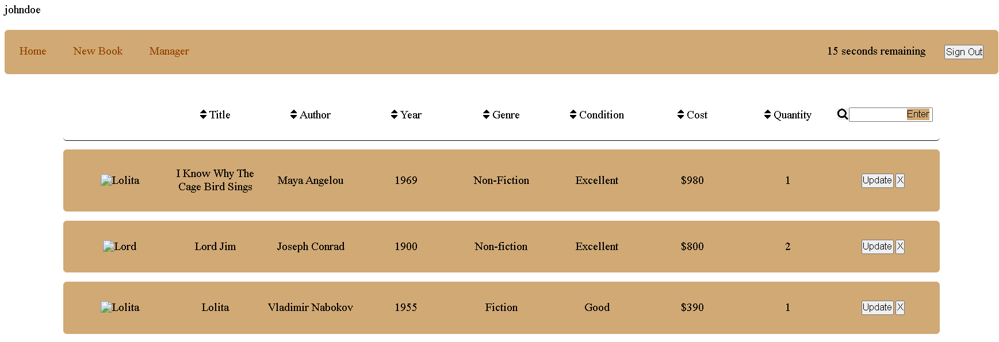 johndoe
Home New Book Manager 15 seconds remaining Sign Out
Title Author Year Genre Condition Cost Quantity Enter
Lolita I Know Why The Cage Bird Sings Maya Angelou 1969 Non-Fiction Excellent $980 1 Update X
Lord Lord Jim Joseph Conrad 1900 Non-fiction Excellent $800 2 Update X
Lolita Lolita Vladimir Nabokov 1955 Fiction Good $390 1 Update X